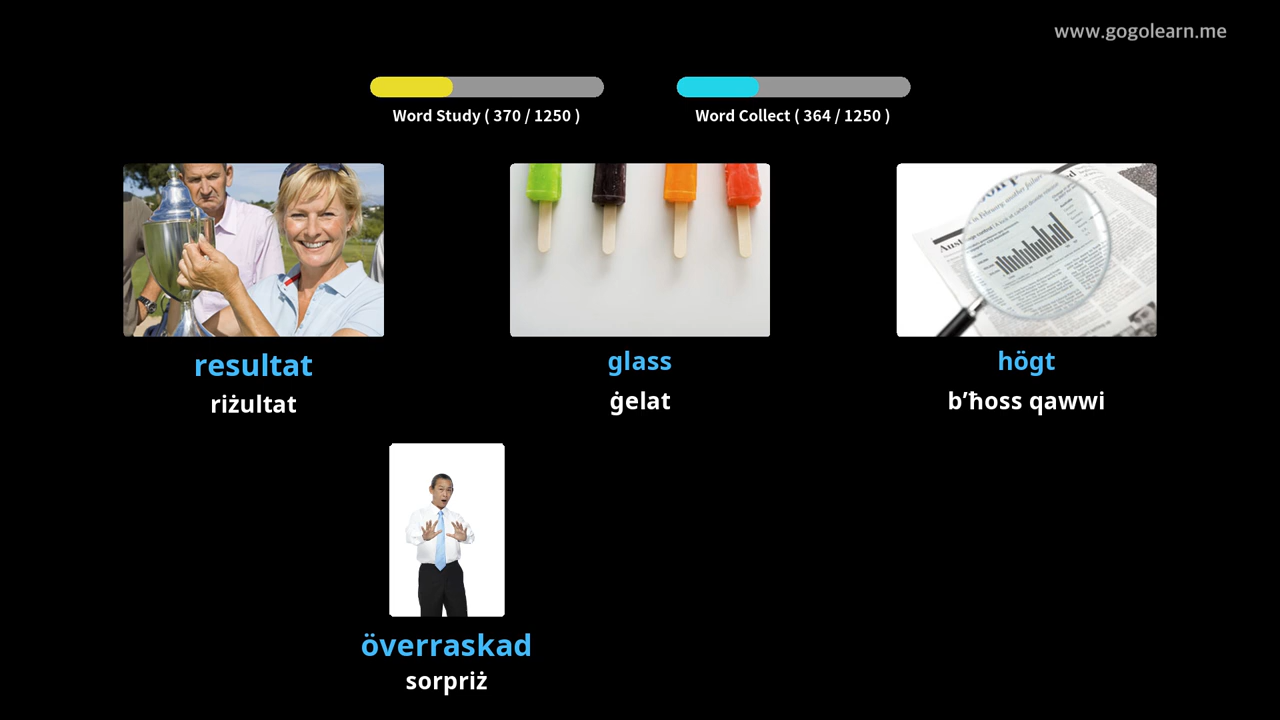 www.gogolearn.me
Word Study ( 370 / 1250 )
Word Collect ( 364 / 1250 )
resultat
riżultat
glass
ġelat
högt
b’ħoss qawwi
överraskad
sorpriż